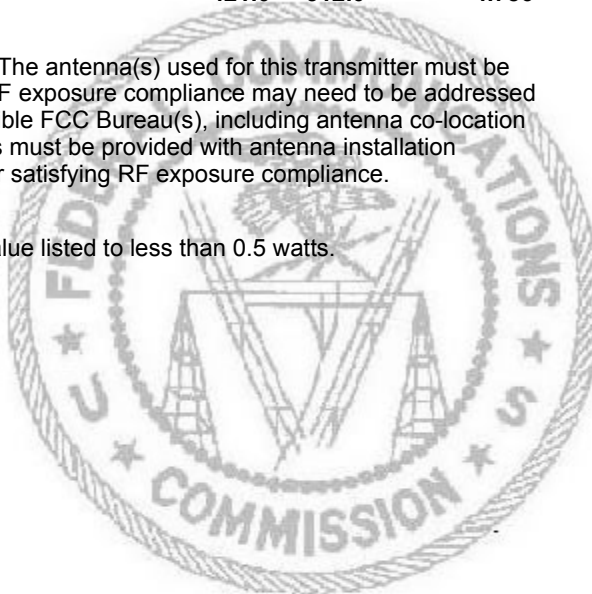 The antenna(s) used for this transmitter must be
F exposure compliance may need to be addressed
ble FCC Bureau(s), including antenna co-location
s must be provided with antenna installation
r satisfying RF exposure compliance.
alue listed to less than 0.5 watts.
FEDERAL COMMUNICATIONS
COMMISSION
U S